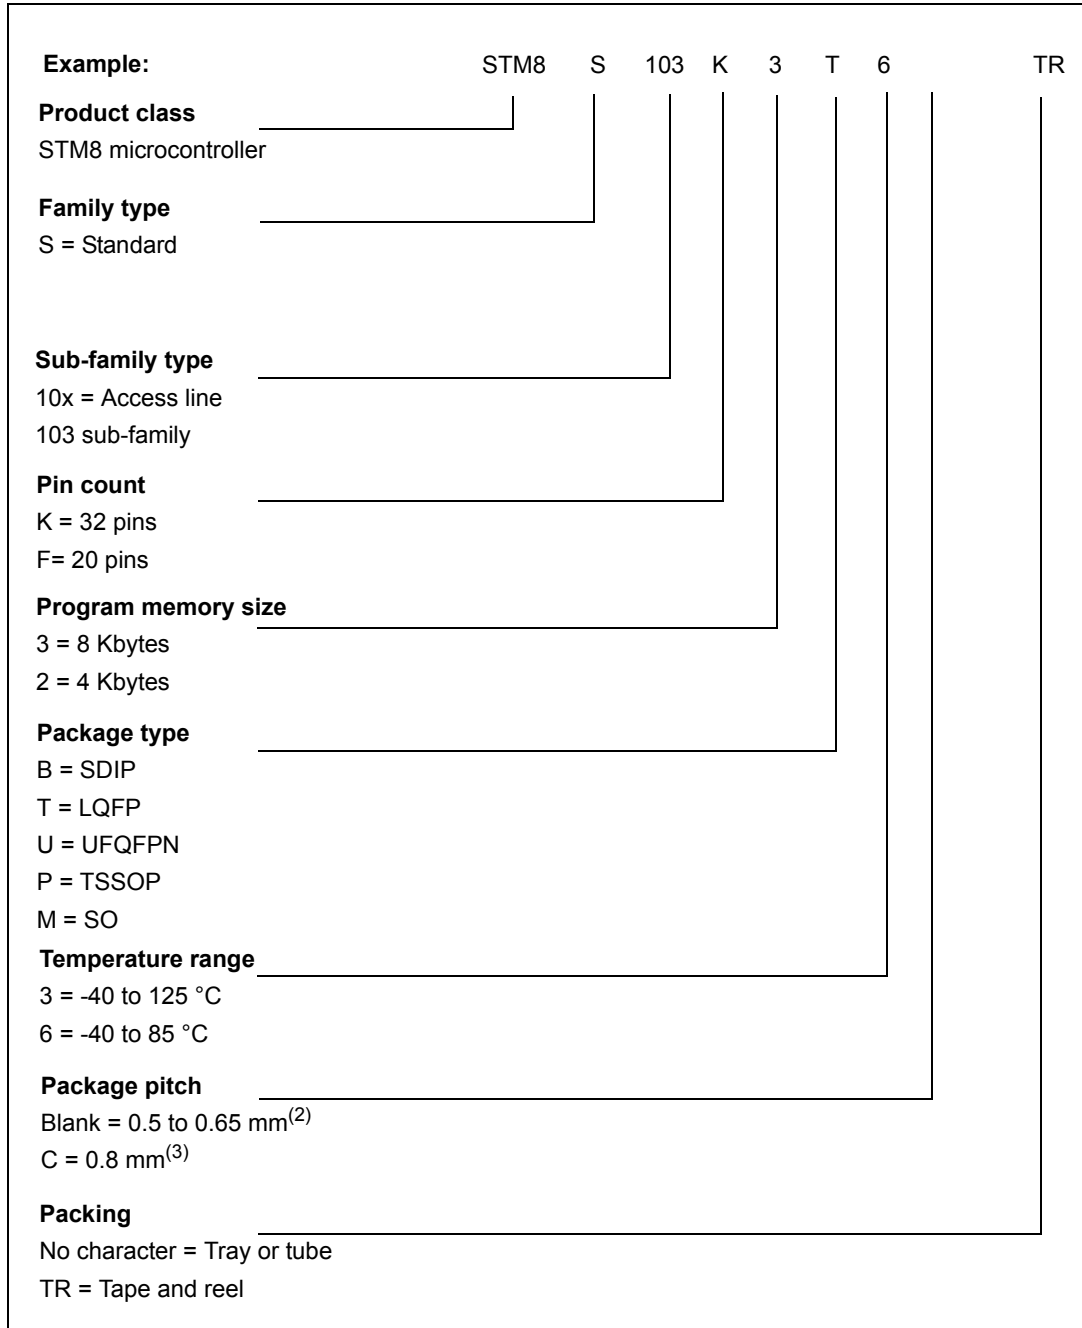 Example: STM8 S 103 K 3 T 6 TR
Product class
STM8 microcontroller
Family type
S = Standard
Sub-family type
10x = Access line
103 sub-family
Pin count
K = 32 pins
F= 20 pins
Program memory size
3 = 8 Kbytes
2 = 4 Kbytes
Package type
B = SDIP
T = LQFP
U = UFQFPN
P = TSSOP
M = SO
Temperature range
3 = -40 to 125 °C
6 = -40 to 85 °C
Package pitch
Blank = 0.5 to 0.65 mm(2)
C = 0.8 mm(3)
Packing
No character = Tray or tube
TR = Tape and reel